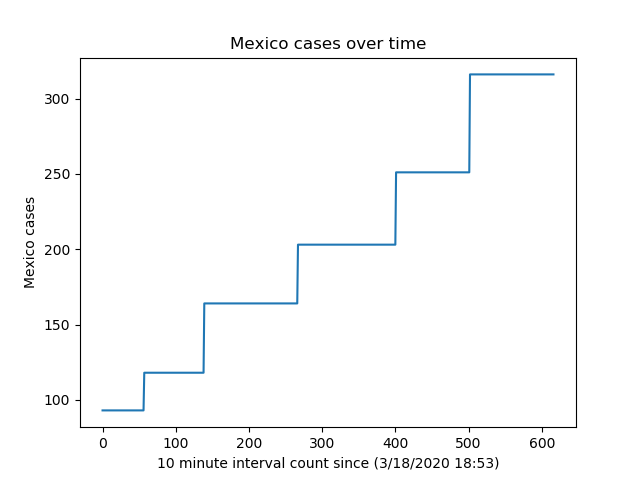 Mexico cases over time
Mexico cases
300
250
200
150
100
0 100 200 300 400 500 600
10 minute interval count since (3/18/2020 18:53)